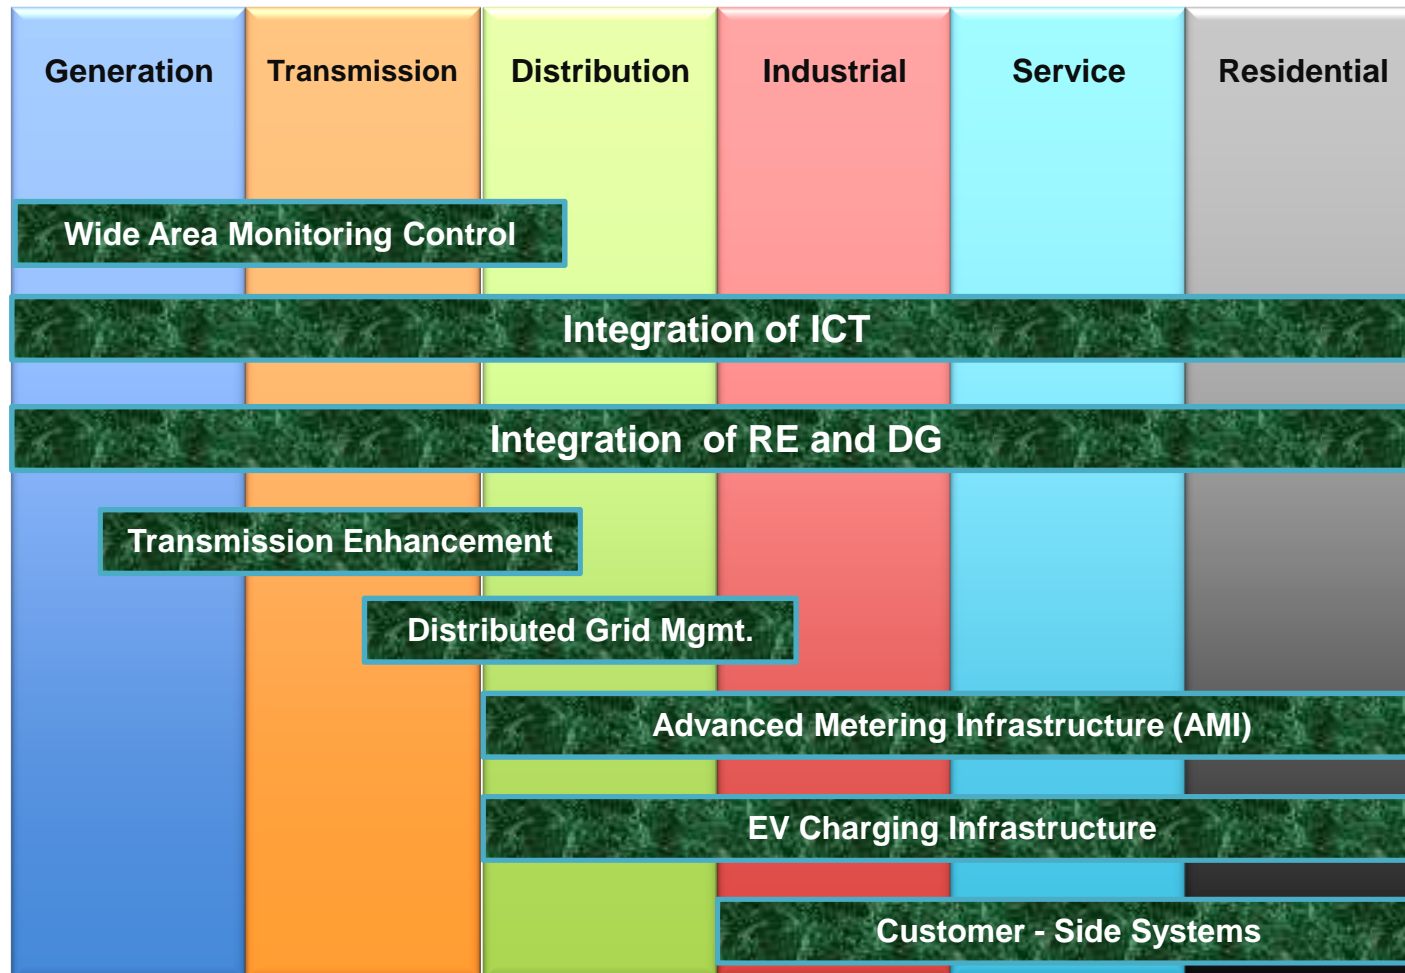 Generation
Transmission
Distribution
Industrial
Service
Residential
Wide Area Monitoring Control
Integration of ICT
Integration of RE and DG
Transmission Enhancement
Distributed Grid Mgmt.
Advanced Metering Infrastructure (AMI)
EV Charging Infrastructure
Customer - Side Systems